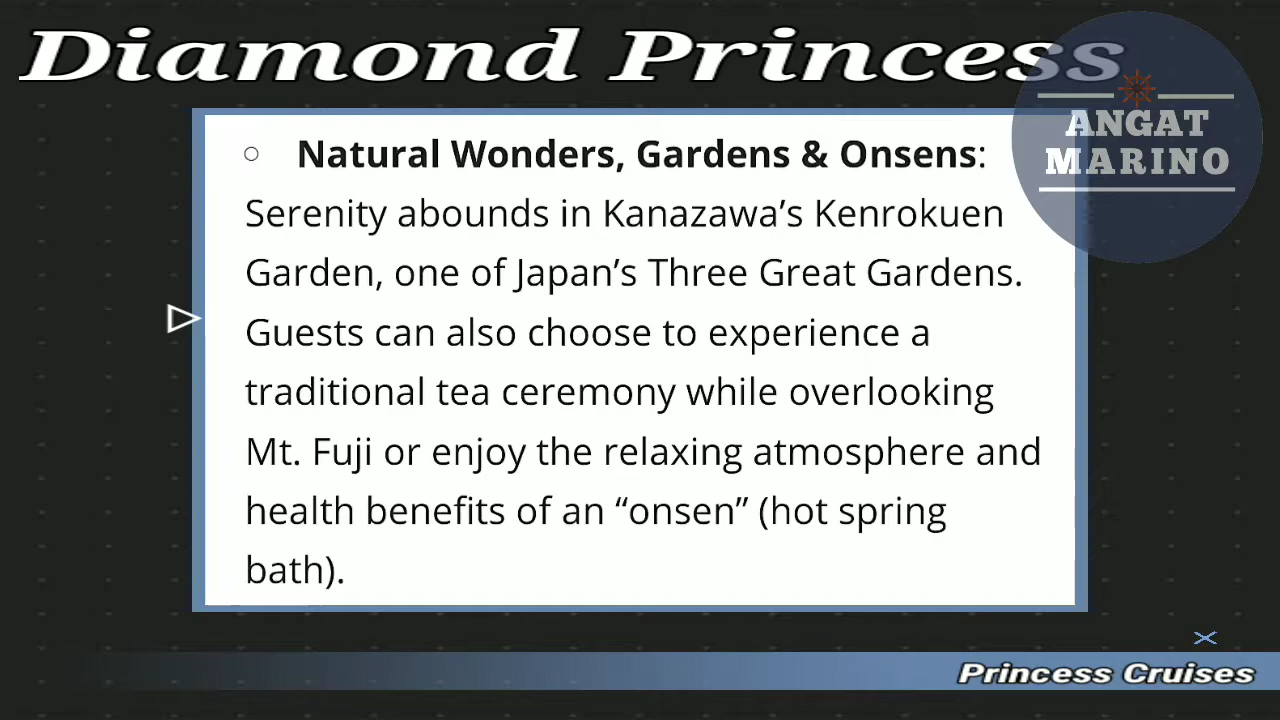 Diamond Princess
ANGAT
MARINO
○ Natural Wonders, Gardens & Onsens:
Serenity abounds in Kanazawa’s Kenrokuen
Garden, one of Japan’s Three Great Gardens.
Guests can also choose to experience a
traditional tea ceremony while overlooking
Mt. Fuji or enjoy the relaxing atmosphere and
health benefits of an “onsen” (hot spring
bath).
Princess Cruises